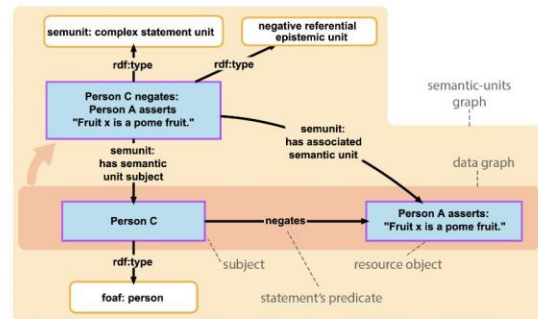 semunit: complex statement unit
negative referential
epistemic unit
rdf:type
rdf:type
Person C negates:
Person A asserts
"Fruit x is a pome fruit."
semantic-units
graph
semunit:
has associated
semantic unit
semunit:
has semantic
unit subject
data graph
Person C
negates
Person A asserts:
"Fruit x is a pome fruit."
rdf:type
subject
resource object
statement's predicate
foaf: person